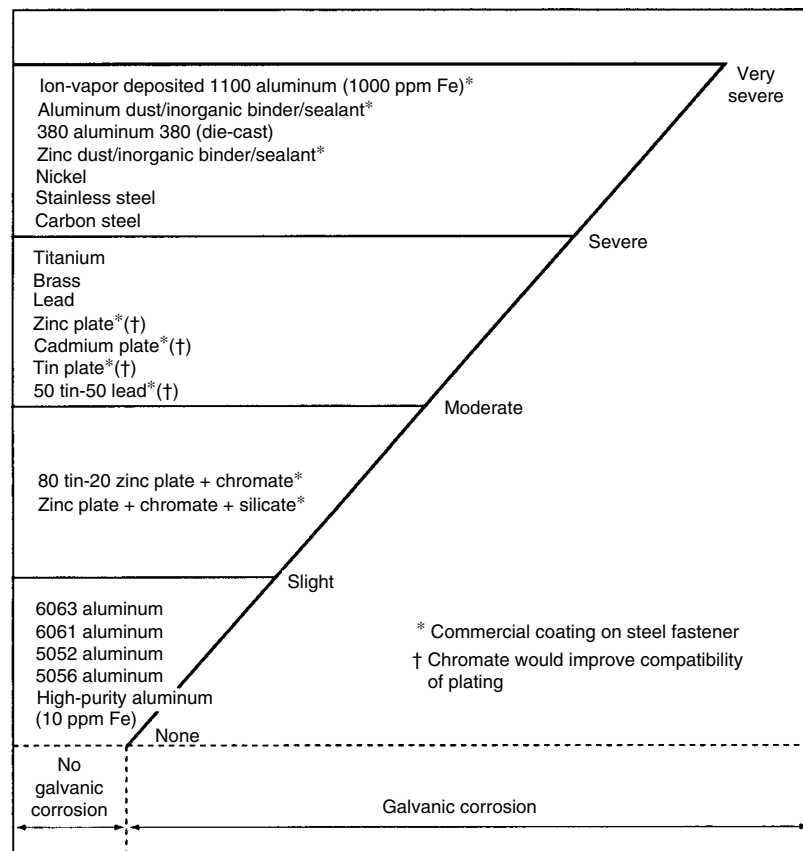 Ion-vapor deposited 1100 aluminum (1000 ppm Fe)*
Aluminum dust/inorganic binder/sealant*
380 aluminum 380 (die-cast)
Zinc dust/inorganic binder/sealant*
Nickel
Stainless steel
Carbon steel
Very
severe
Titanium
Brass
Lead
Zinc plate*(†)
Cadmium plate*(†)
Tin plate*(†)
50 tin-50 lead*(†)
Severe
80 tin-20 zinc plate + chromate*
Zinc plate + chromate + silicate*
Moderate
6063 aluminum
6061 aluminum
5052 aluminum
5056 aluminum
High-purity aluminum
(10 ppm Fe)
Slight
None
* Commercial coating on steel fastener
† Chromate would improve compatibility
of plating
No
galvanic
corrosion
Galvanic corrosion